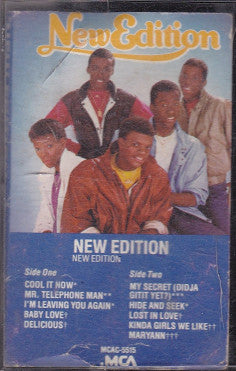 New Edition
NEW EDITION
NEW EDITION
Side One
COOL IT NOW*
MR. TELEPHONE MAN**
I'M LEAVING YOU AGAIN*
BABY LOVE†
DELICIOUS†
Side Two
MY SECRET (DIDJA
GITIT YET?)***
HIDE AND SEEK*
LOST IN LOVE†
KINDA GIRLS WE LIKE††
MARYANN†††
MCAC-5515
MCA